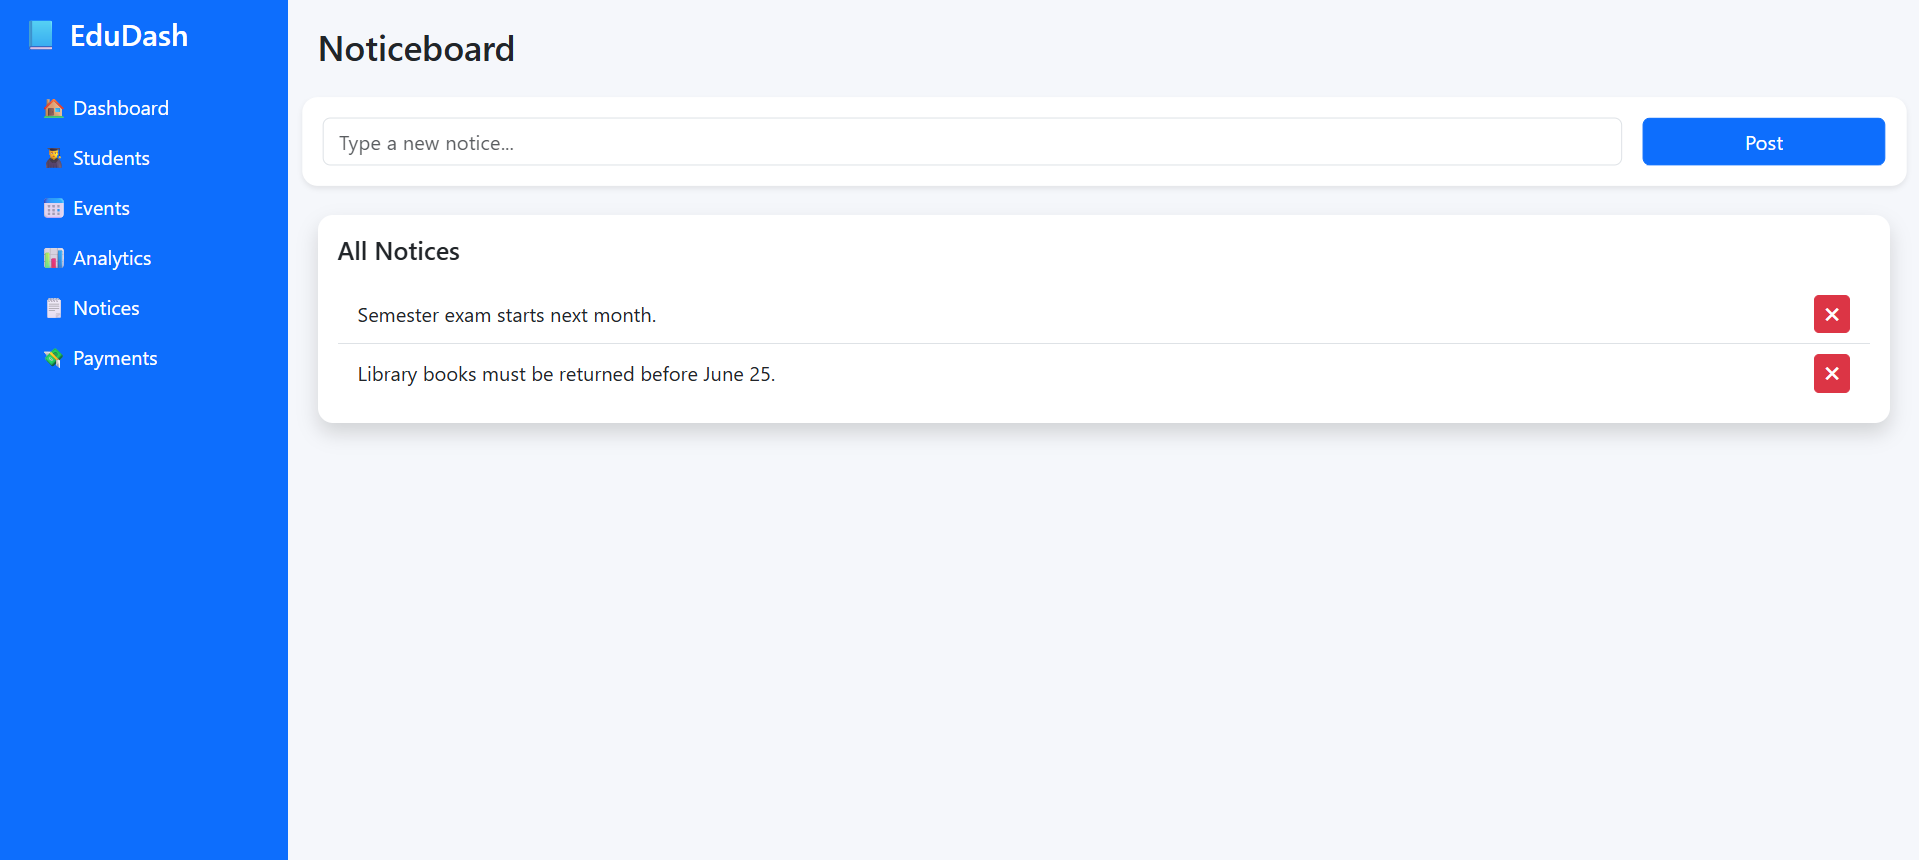 EduDash
Dashboard
Students
Events
Analytics
Notices
Payments
Noticeboard
Type a new notice...
Post
All Notices
Semester exam starts next month.
Library books must be returned before June 25.